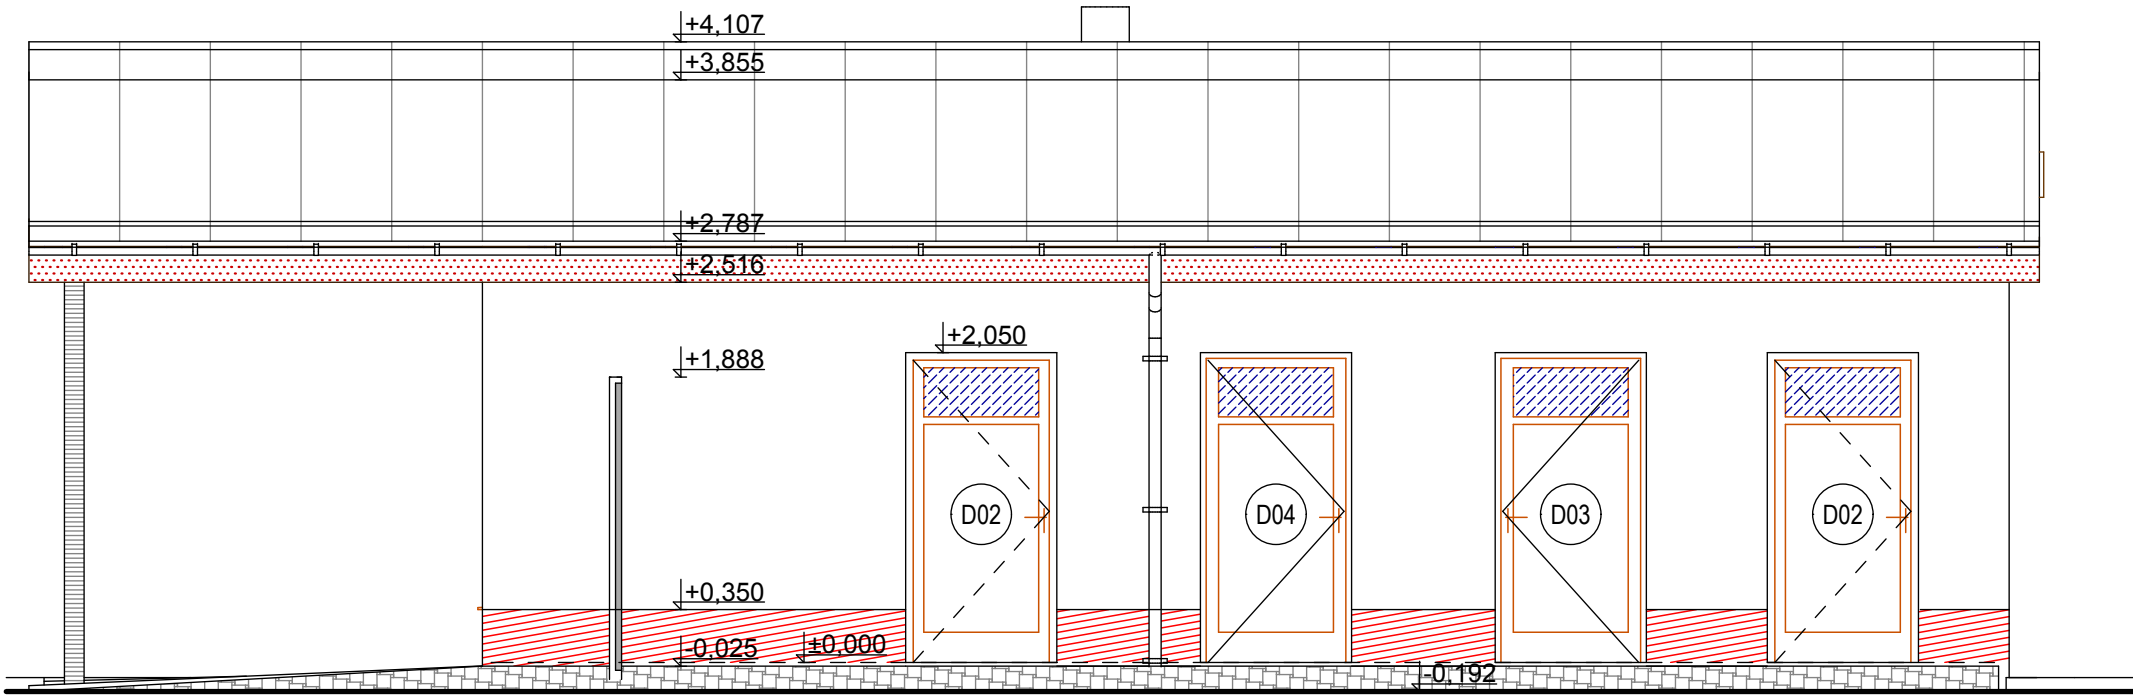 +4,107
+3,855
+2,787
+2,516
+2,050
+1,888
D02
D04
D03
D02
+0,350
-0,025
±0,000
-0,192